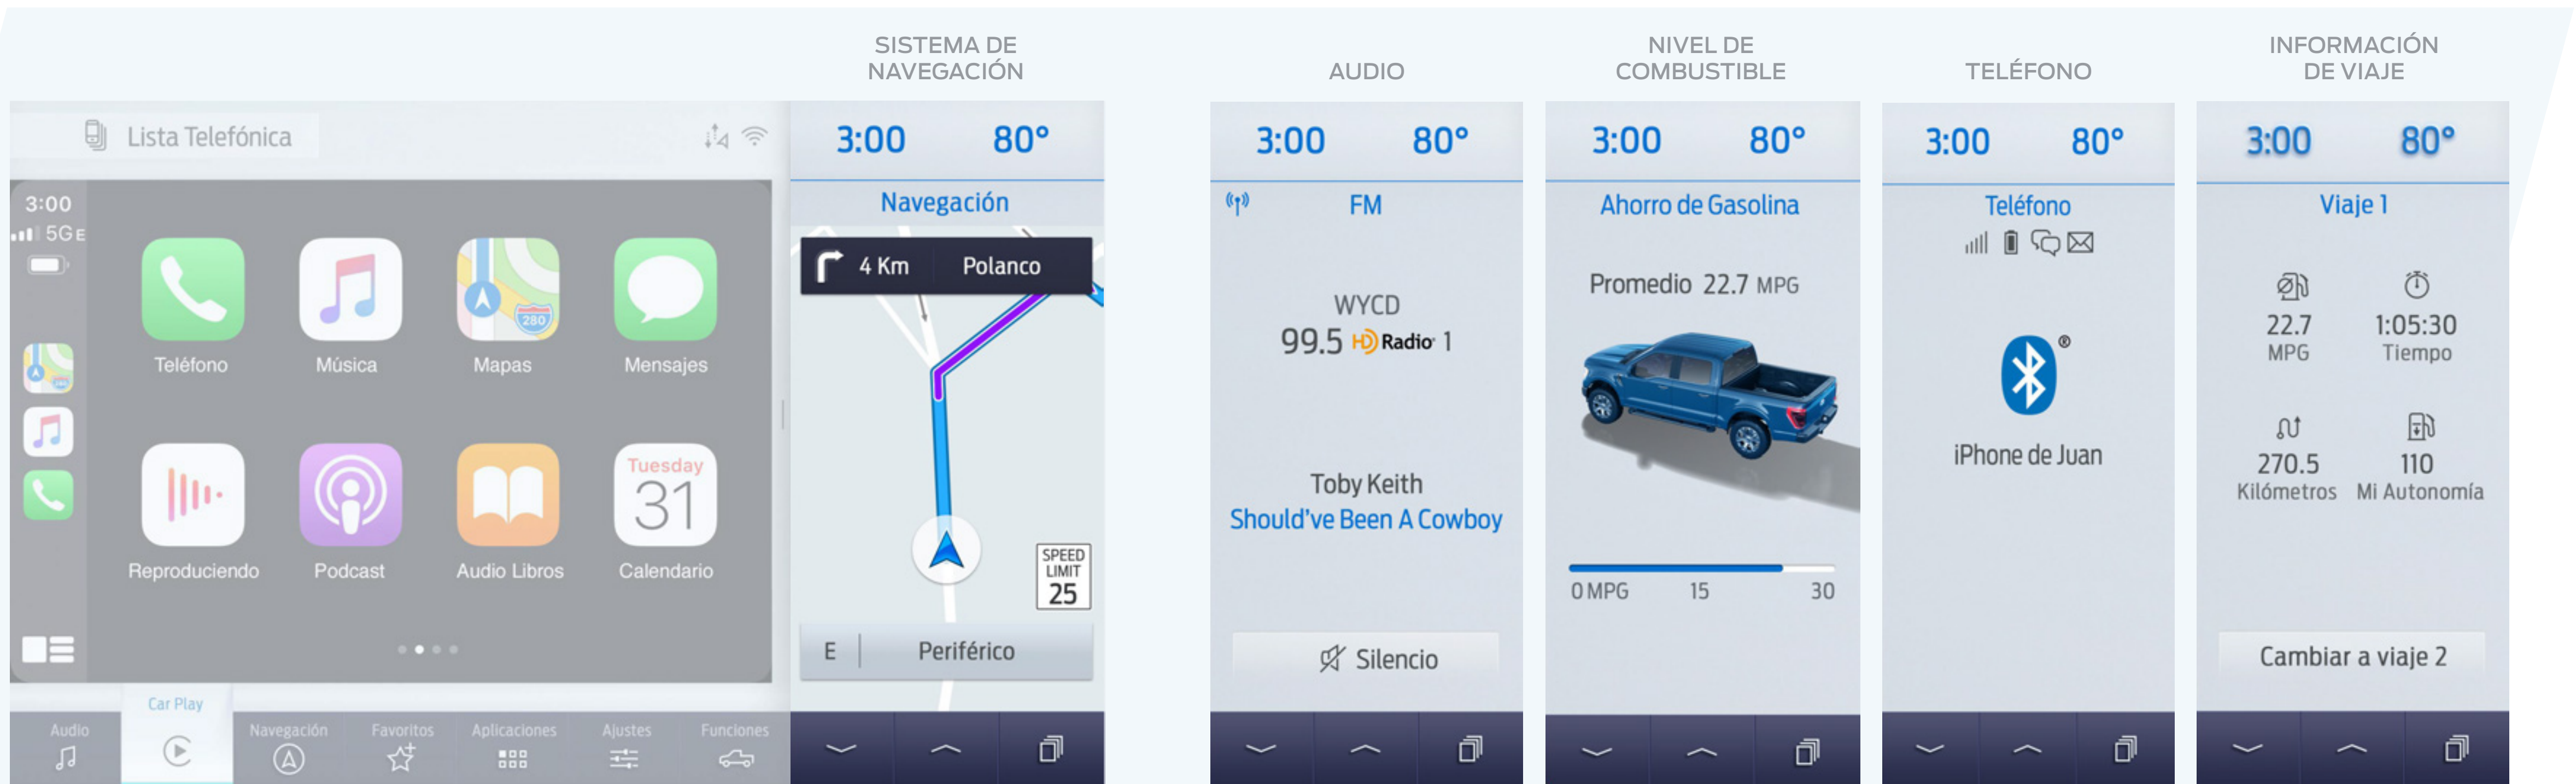 SISTEMA DE
NAVEGACIÓN
AUDIO
NIVEL DE
COMBUSTIBLE
TELÉFONO
INFORMACIÓN
DE VIAJE
Lista Telefónica
3:00
5G E
Teléfono
Música
280
Mapas
Mensajes
Reproduciendo
Podcast
Audio Libros
Tuesday
31
Calendario
Audio
Car Play
Navegación
Favoritos
Aplicaciones
Ajustes
Funciones
3:00 80°
Navegación
4 Km Polanco
SPEED
LIMIT
25
E Periférico
3:00 80°
FM
WYCD
99.5 HD Radio 1
Toby Keith
Should've Been A Cowboy
Silencio
3:00 80°
Ahorro de Gasolina
Promedio 22.7 MPG
0 MPG 15 30
3:00 80°
Teléfono
®
iPhone de Juan
3:00 80°
Viaje 1
22.7 1:05:30
MPG Tiempo
270.5 110
Kilómetros Mi Autonomía
Cambiar a viaje 2